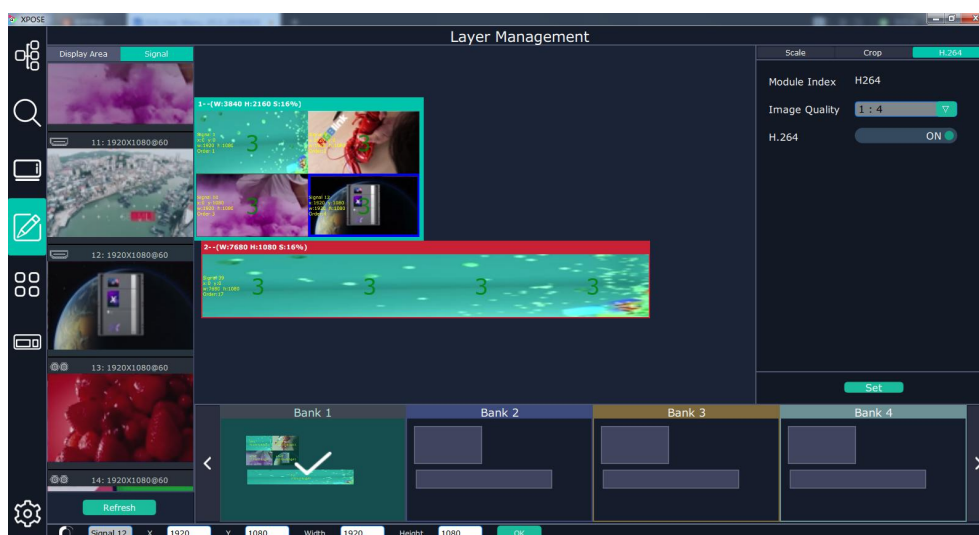 XPOSE
Layer Management
Display Area
Signal
11: 1920X1080@60
12: 1920X1080@60
13: 1920X1080@60
14: 1920X1080@60
Refresh
1--(W:3840 H:2160 S:16%)
3
3
3
3
link
2--(W:7680 H:1080 S:16%)
3
3
3
3
Scale
Crop
H.264
Module Index
H264
Image Quality
1 : 4
H.264
ON
Set
Bank 1
Bank 2
Bank 3
Bank 4
Signal 12
X
1920
Y
1080
Width
1920
Height
1080
OK